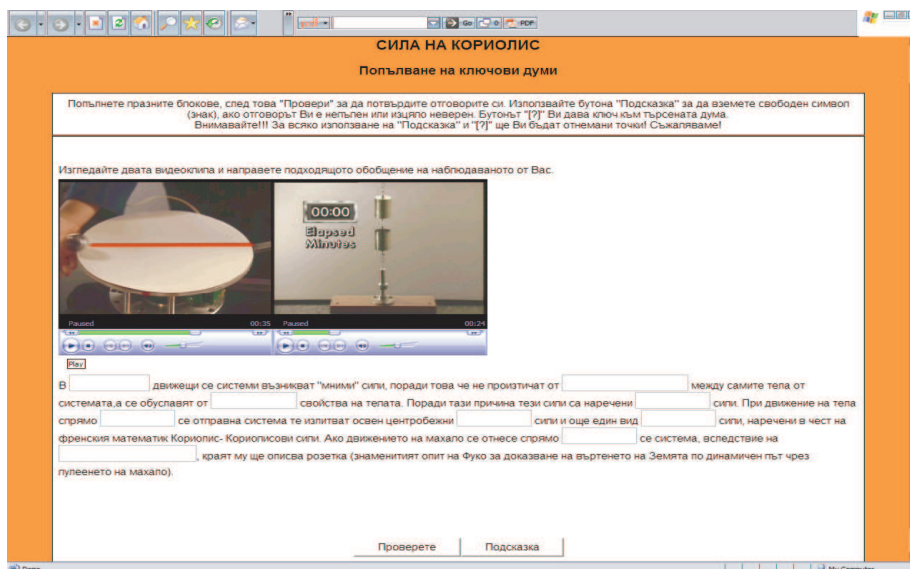 Go
0
PDF
СИЛА НА КОРИОЛИС
Попълване на ключови думи
Попълнете празните блокове, след това "Провери" за да потвърдите отговорите си. Използвайте бутона "Подсказка" за да вземете свободен символ
(знак), ако отговорът Ви е непълен или изцяло неверен. Бутонът "[?]" Ви дава ключ към търсената дума.
Внимавайте!!! За всяко използване на "Подсказка" и "[?]" ще Ви бъдат отнемани точки! Съжаляваме!
Изгледайте двата видеоклипа и направете подходящото обобщение на наблюдаваното от Вас.
00:00
Elapsed
Minutes
Paused 00:35 Paused 00:24
Play
В движещи се системи възникват "мними" сили, поради това че не произтичат от между самите тела от
системата,а се обуславят от свойства на телата. Поради тази причина тези сили са наречени сили. При движение на тела
спрямо се отправна система те изпитват освен центробежни сили и още един вид сили, наречени в чест на
френския математик Кориолис- Кориолисови сили. Ако движението на махало се отнесе спрямо се система, вследствие на
, краят му ще описва розетка (знаменитият опит на Фуко за доказване на въртенето на Земята по динамичен път чрез
пулеенето на махало).
Проверете Подсказка
My Computer